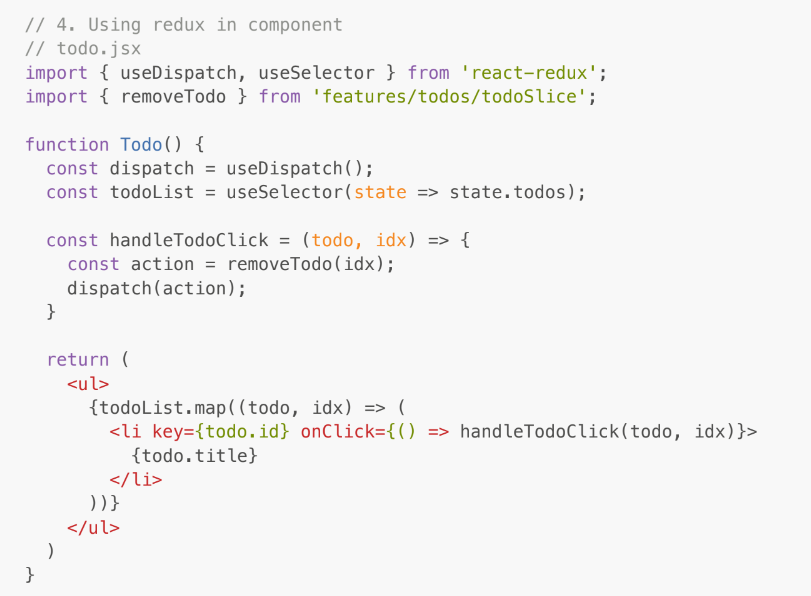 // 4. Using redux in component
// todo.jsx
import { useDispatch, useSelector } from 'react-redux';
import { removeTodo } from 'features/todos/todoSlice';

function Todo() {
  const dispatch = useDispatch();
  const todoList = useSelector(state => state.todos);

  const handleTodoClick = (todo, idx) => {
    const action = removeTodo(idx);
    dispatch(action);
  }

  return (
    <ul>
      {todoList.map((todo, idx) => (
        <li key={todo.id} onClick={() => handleTodoClick(todo, idx)}>
          {todo.title}
        </li>
      ))}
    </ul>
  )
}